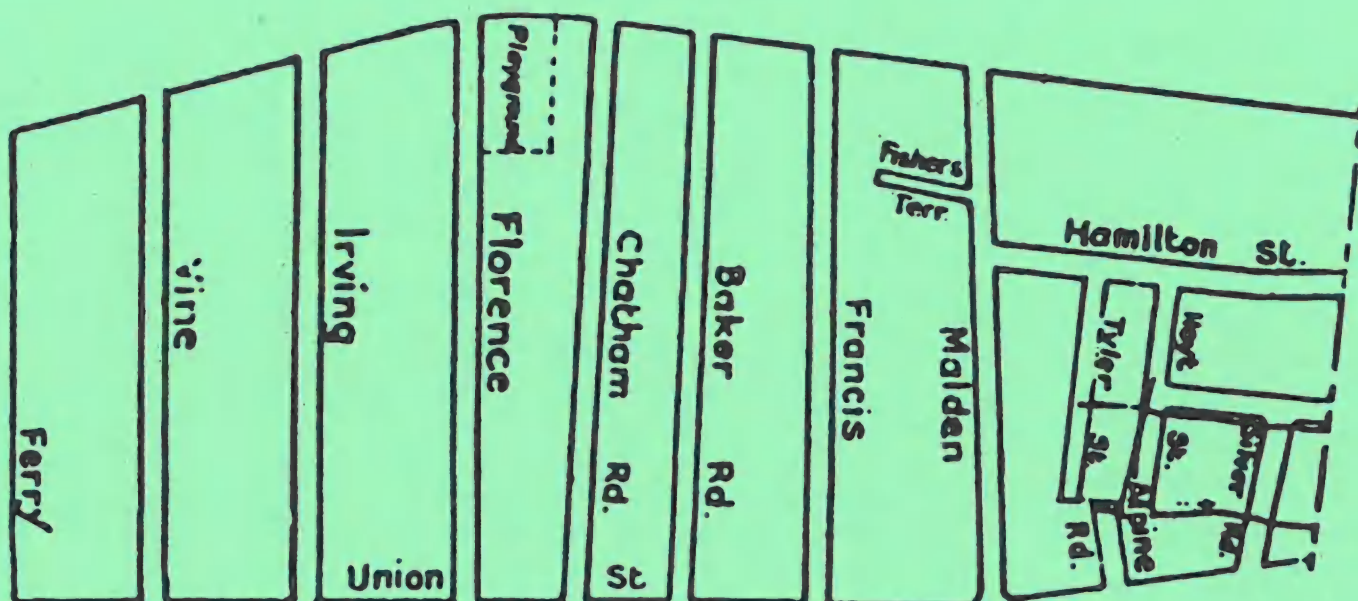 Playground
Fishers
Terr.
Hamilton St.
Ferry
Vine
Irving
Florence
Chatham Rd.
Baker Rd.
Francis
Malden
Tyler St.
Hoyt St.
Alpine Rd.
Silver Rd.
Union St